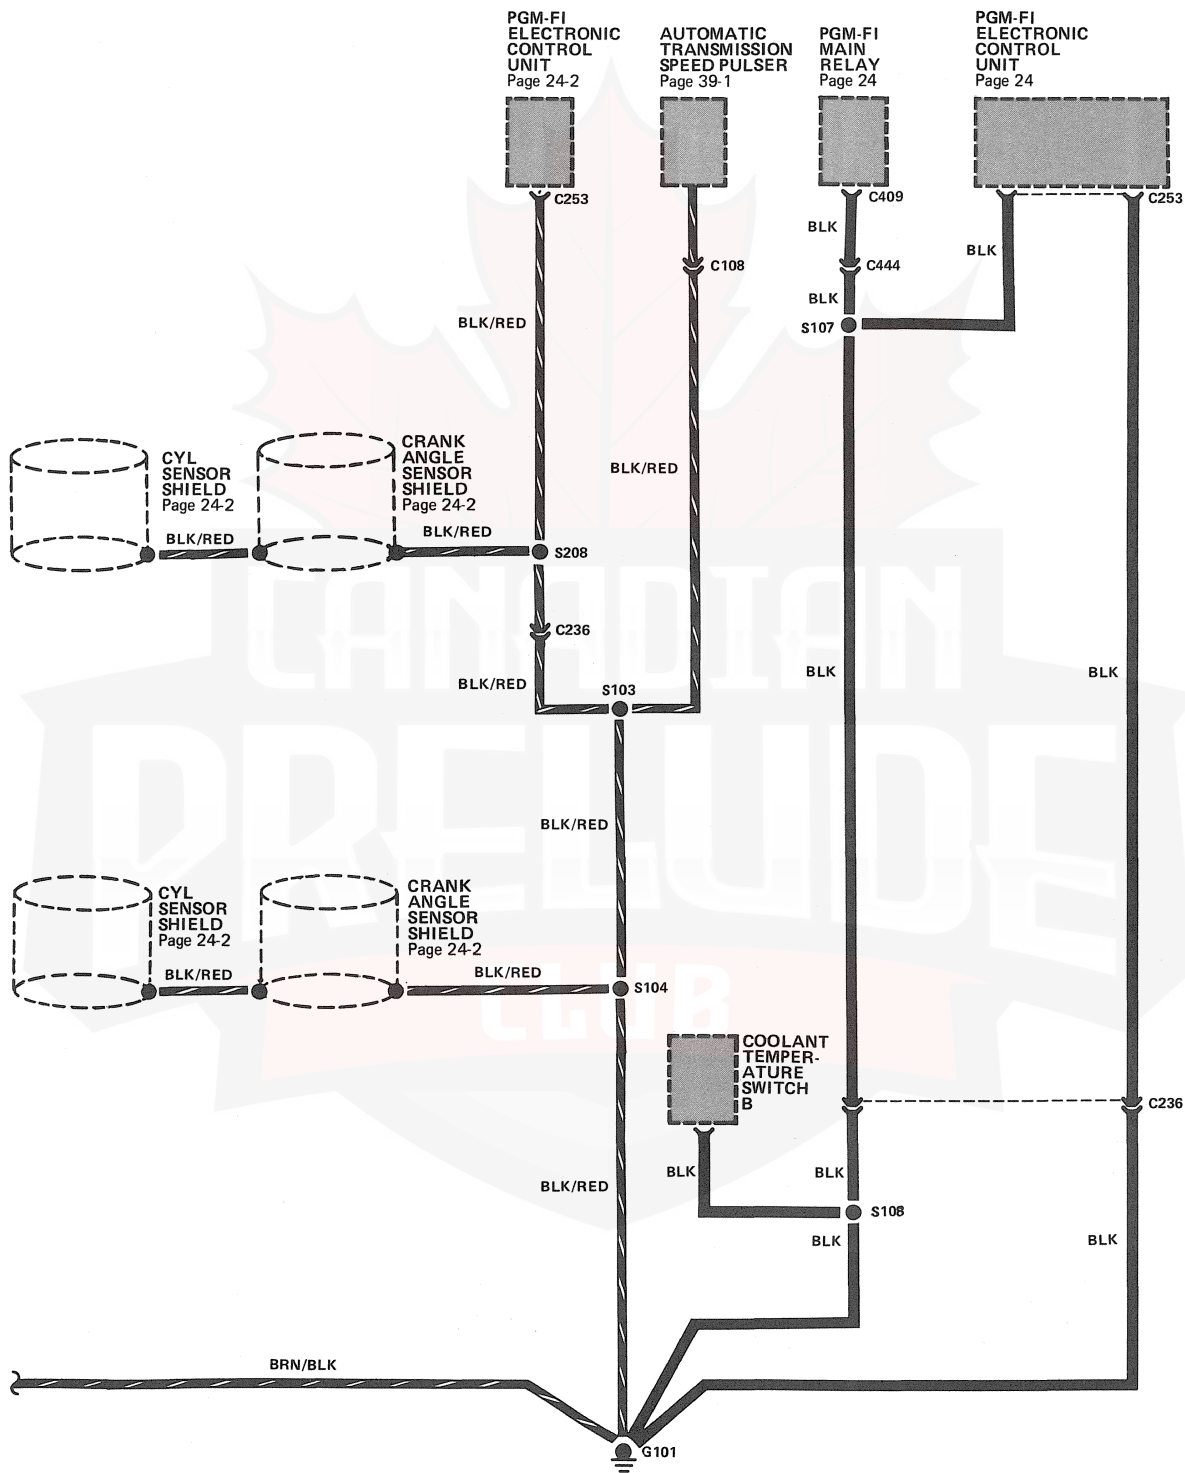 PGM-FI
ELECTRONIC
CONTROL
UNIT
Page 24-2
AUTOMATIC
TRANSMISSION
SPEED PULSER
Page 39-1
PGM-FI
MAIN
RELAY
Page 24
PGM-FI
ELECTRONIC
CONTROL
UNIT
Page 24
C253
C409
C253
BLK
BLK
C108
C444
BLK
BLK/RED
S107
CYL
SENSOR
SHIELD
Page 24-2
CRANK
ANGLE
SENSOR
SHIELD
Page 24-2
BLK/RED
BLK/RED
BLK/RED
S208
C236
BLK/RED
S103
BLK
BLK
CANADIAN
PRELUDE
CLUB
BLK/RED
CYL
SENSOR
SHIELD
Page 24-2
CRANK
ANGLE
SENSOR
SHIELD
Page 24-2
BLK/RED
BLK/RED
S104
COOLANT
TEMPER-
ATURE
SWITCH
B
C236
BLK/RED
BLK
BLK
S108
BLK
BLK
BRN/BLK
G101